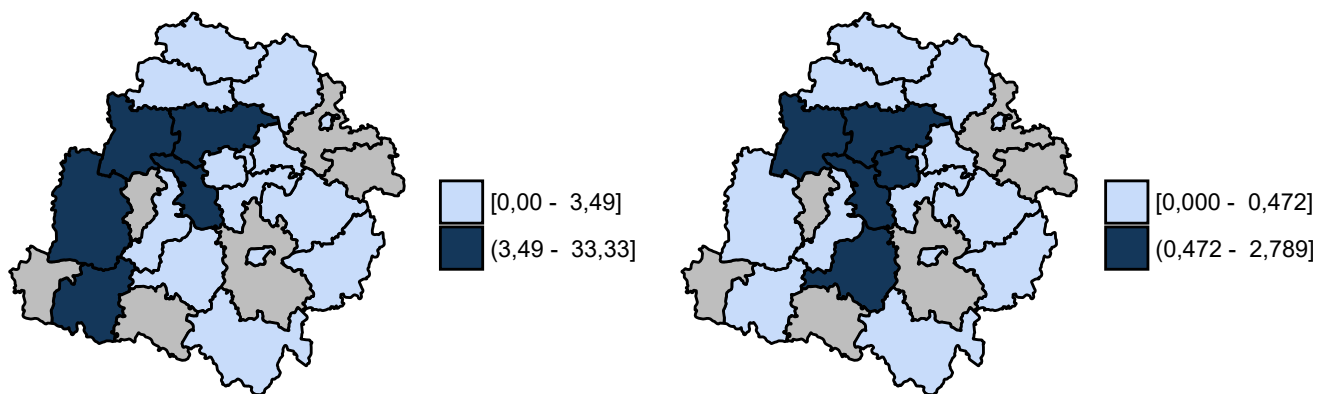 [0,00 - 3,49]
(3,49 - 33,33]
[0,000 - 0,472]
(0,472 - 2,789]